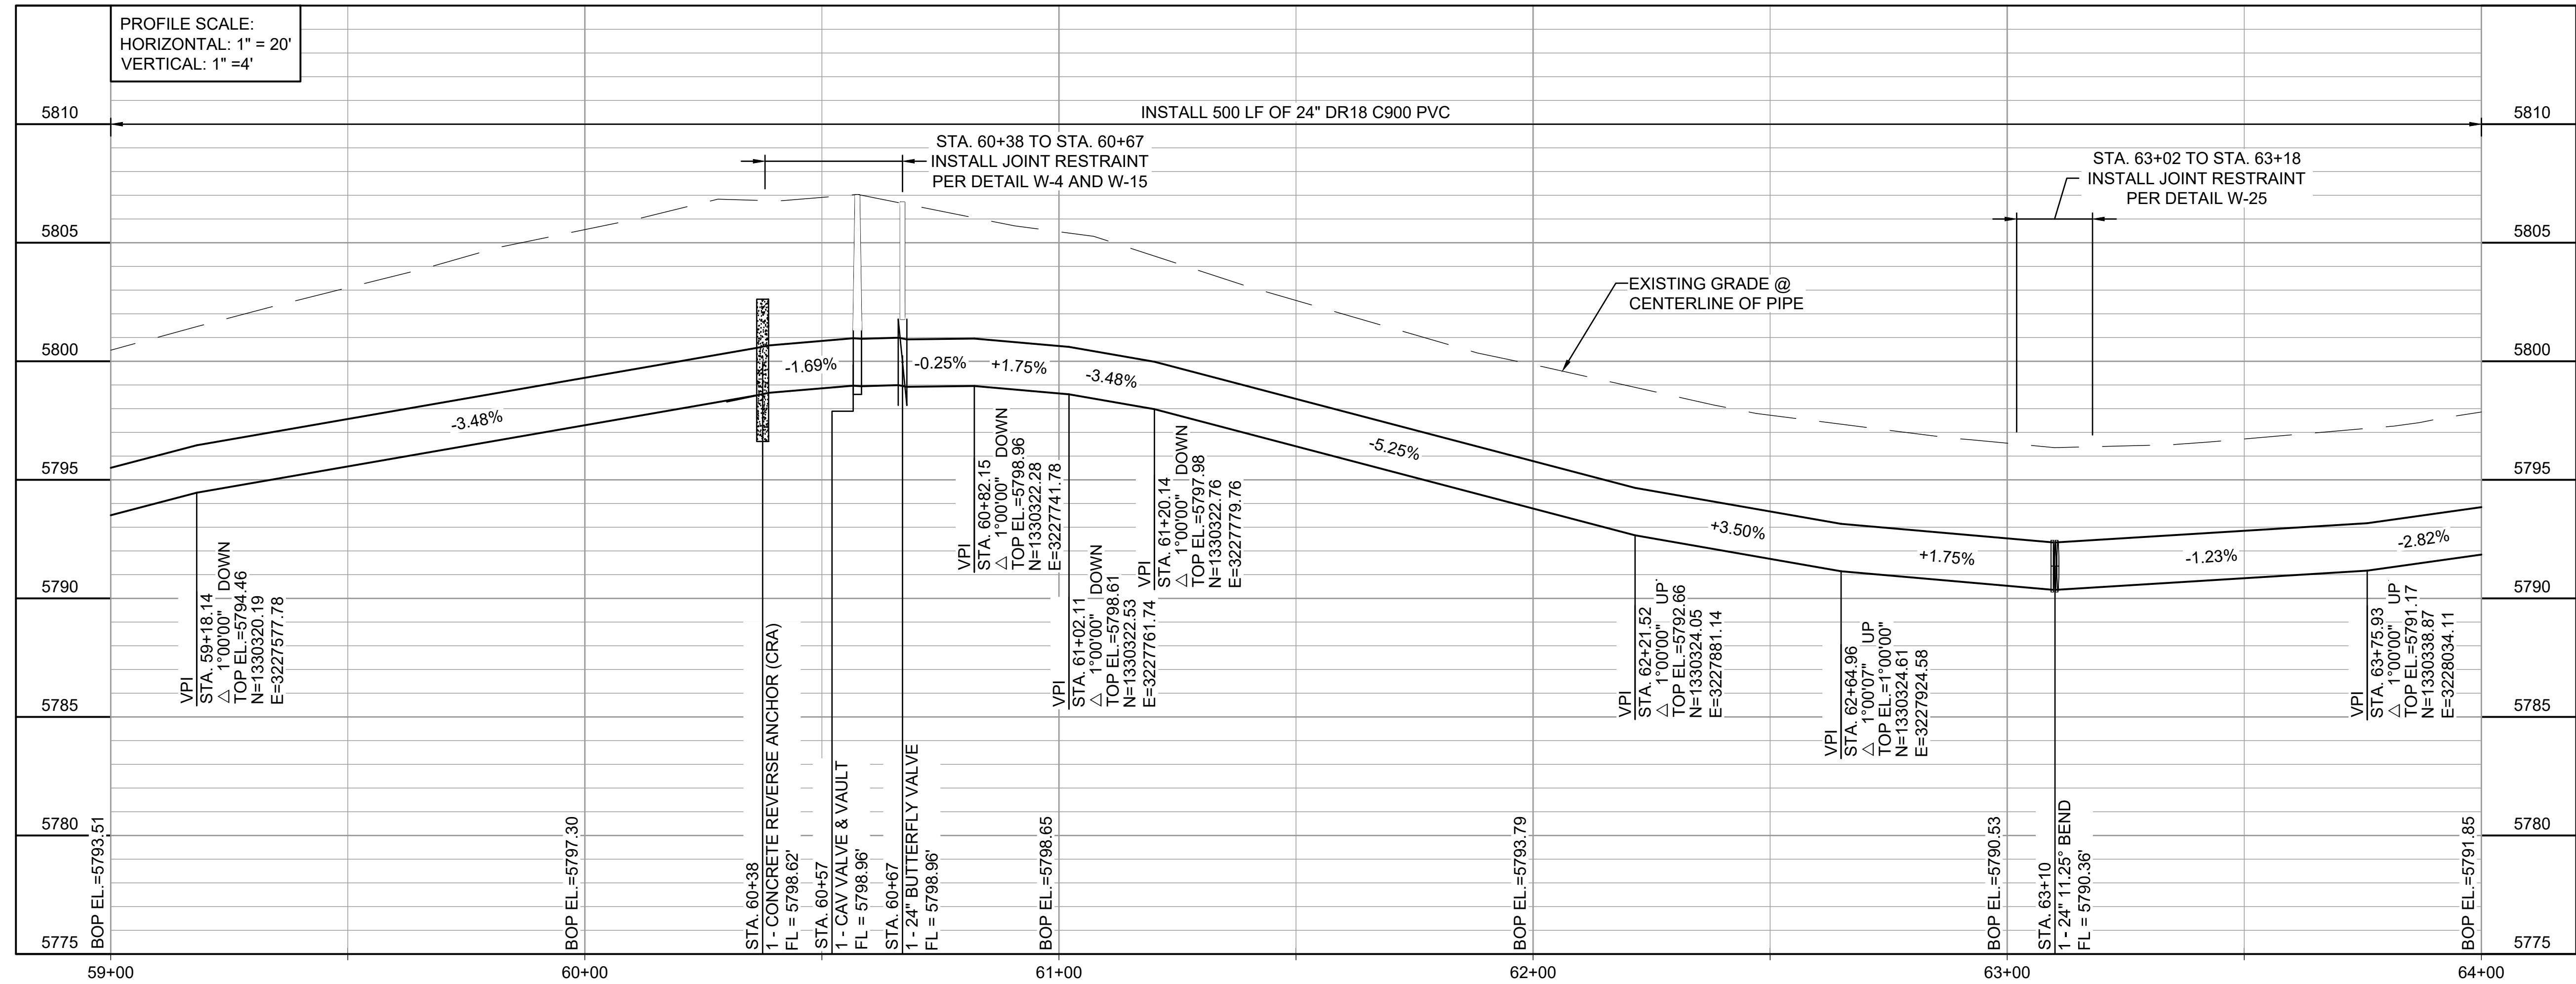 PROFILE SCALE:
HORIZONTAL: 1" = 20'
VERTICAL: 1" =4'
INSTALL 500 LF OF 24" DR18 C900 PVC
STA. 60+38 TO STA. 60+67
INSTALL JOINT RESTRAINT
PER DETAIL W-4 AND W-15
STA. 63+02 TO STA. 63+18
INSTALL JOINT RESTRAINT
PER DETAIL W-25
EXISTING GRADE @
CENTERLINE OF PIPE
5810
5805
5800
5795
5790
5785
5780
5775
5810
5805
5800
5795
5790
5785
5780
5775
-3.48%
-1.69%
-0.25%
+1.75%
-3.48%
-5.25%
+3.50%
+1.75%
-1.23%
-2.82%
VPI
STA. 59+18.14
△ 1°00'00" DOWN
TOP EL.=5794.46
N=1330320.19
E=3227577.78
VPI
STA. 60+82.15
△ 1°00'00" DOWN
TOP EL.=5798.96
N=1330322.28
E=3227741.78
VPI
STA. 61+02.11
△ 1°00'00" DOWN
TOP EL.=5798.61
N=1330322.53
E=3227761.74
VPI
STA. 61+20.14
△ 1°00'00" DOWN
TOP EL.=5797.98
N=1330322.76
E=3227779.76
VPI
STA. 62+21.52
△ 1°00'00" UP
TOP EL.=5792.66
N=1330324.05
E=3227881.14
VPI
STA. 62+64.96
△ 1°00'07" UP
TOP EL.=1°00'00"
N=1330324.61
E=3227924.58
VPI
STA. 63+75.93
△ 1°00'00" UP
TOP EL.=5791.17
N=1330338.87
E=3228034.11
BOP EL.=5793.51
BOP EL.=5797.30
STA. 60+38
1 - CONCRETE REVERSE ANCHOR (CRA)
FL = 5798.62'
STA. 60+57
1 - CAV VALVE & VAULT
FL = 5798.96'
STA. 60+67
1 - 24" BUTTERFLY VALVE
FL = 5798.96'
BOP EL.=5798.65
BOP EL.=5793.79
BOP EL.=5790.53
STA. 63+10
1 - 24" 11.25° BEND
FL = 5790.36'
BOP EL.=5791.85
59+00
60+00
61+00
62+00
63+00
64+00